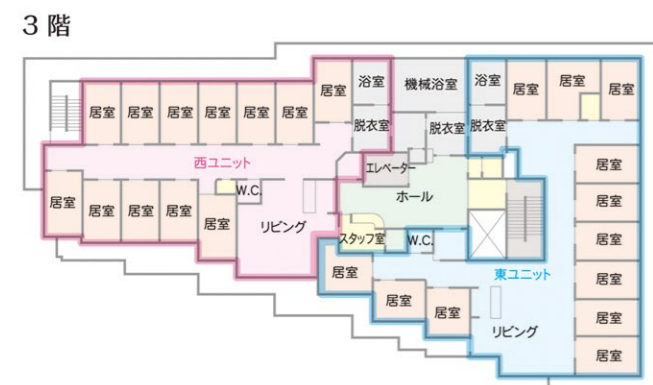 3階
居室
浴室
機械浴室
浴室
居室
居室
居室
居室
居室
居室
居室
居室
居室
脱衣室
脱衣室
脱衣室
西ユニット
エレベーター
居室
居室
W.C.
ホール
居室
居室
居室
居室
居室
リビング
居室
スタッフ室
W.C.
居室
居室
東ユニット
居室
居室
居室
居室
リビング
居室